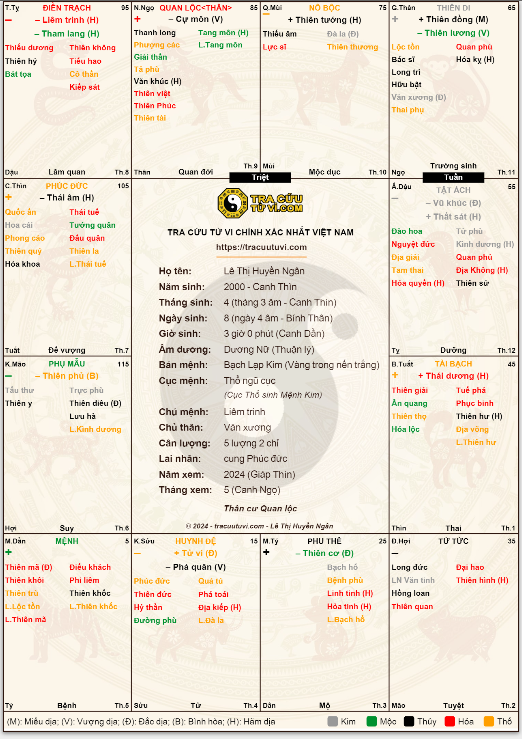 T.Tỵ ĐIỀN TRẠCH 95
– Liêm trinh (H)
– Tham lang (H)
Thiếu dương Thiên không
Thiên hỷ Tiểu hao
Bát tọa Cô thần
Kiếp sát
Dậu Lâm quan Th.8
N.Ngọ QUAN LỘC<THÂN> 85
– Cự môn (V)
Thanh long Tang môn (H)
Phượng các L.Tang môn
Giải thần
Tả phù
Văn khúc (H)
Thiên việt
Thiên Phúc
Thiên tài
Thân Quan đới Th.9
Q.Mùi NÔ BỘC 75
+ Thiên tướng (H)
Thiếu âm Đà la (Đ)
Lực sĩ Thiên thương
Mùi Mộc dục Th.10
G.Thân THIÊN DI 65
+ Thiên đồng (M)
– Thiên lương (V)
Lộc tồn Quan phù
Bác sĩ Hóa kỵ (H)
Long trì
Hữu bật
Văn xương (Đ)
Thai phụ
Ngọ Trường sinh Th.11
Triệt
Tuần
C.Thìn PHÚC ĐỨC 105
– Thái âm (H)
Quốc ấn Thái tuế
Hoa cái Tướng quân
Phong cáo Đẩu quân
Thiên quý Thiên la
Hóa khoa L.Thái tuế
Tuất Đế vượng Th.7
TRA CỨU
TỬ VI.COM
TRA CỨU TỬ VI CHÍNH XÁC NHẤT VIỆT NAM
https://tracuutuvi.com
Họ tên: Lê Thị Huyền Ngân
Năm sinh: 2000 - Canh Thìn
Tháng sinh: 4 (tháng 3 âm - Canh Thìn)
Ngày sinh: 8 (ngày 4 âm - Bính Thân)
Giờ sinh: 3 giờ 0 phút (Canh Dần)
Âm dương: Dương Nữ (Thuận lý)
Bản mệnh: Bạch Lạp Kim (Vàng trong nến trắng)
Cục mệnh: Thổ ngũ cục
(Cục Thổ sinh Mệnh Kim)
Chủ mệnh: Liêm trinh
Chủ thân: Văn xương
Cân lượng: 5 lượng 2 chỉ
Lai nhân: cung Phúc đức
Năm xem: 2024 (Giáp Thìn)
Tháng xem: 5 (Canh Ngọ)
Thân cư Quan lộc
© 2024 - tracuutuvi.com - Lê Thị Huyền Ngân
Ấ.Dậu TẬT ÁCH 55
– Vũ khúc (Đ)
+ Thất sát (H)
Đào hoa Tử phù
Nguyệt đức Kình dương (H)
Địa giải Quan phủ
Tam thai Địa Không (H)
Hóa quyền (H) Thiên sứ
Tỵ Dưỡng Th.12
K.Mão PHỤ MẪU 115
– Thiên phủ (B)
Tấu thư Trực phù
Thiên y Thiên diêu (Đ)
Lưu hà
L.Kình dương
Hợi Suy Th.6
B.Tuất TÀI BẠCH 45
+ Thái dương (H)
Thiên giải Tuế phá
Ân quang Phục binh
Thiên thọ Thiên hư (H)
Hóa lộc Địa võng
L.Thiên hư
Thìn Thai Th.1
M.Dần MỆNH 5
Thiên mã (Đ) Điếu khách
Thiên khôi Phi liêm
Thiên trù Thiên khốc
L.Lộc tồn L.Thiên khốc
L.Thiên mã
Tý Bệnh Th.5
K.Sửu HUYNH ĐỆ 15
+ Tử vi (Đ)
– Phá quân (V)
Phúc đức Quả tú
Thiên đức Phá toái
Hỷ thần Địa kiếp (H)
Đường phù L.Đà la
Sửu Tử Th.4
M.Tý PHU THÊ 25
– Thiên cơ (Đ)
Bạch hổ
Bệnh phù
Linh tinh (H)
Hỏa tinh (H)
L.Bạch hổ
Dần Mộ Th.3
Đ.Hợi TỬ TỨC 35
Long đức Đại hao
LN Văn tinh Thiên hình (H)
Hồng loan
Thiên quan
Mão Tuyệt Th.2
(M): Miếu địa; (V): Vượng địa; (Đ): Đắc địa; (B): Bình hòa; (H): Hãm địa Kim Mộc Thủy Hỏa Thổ